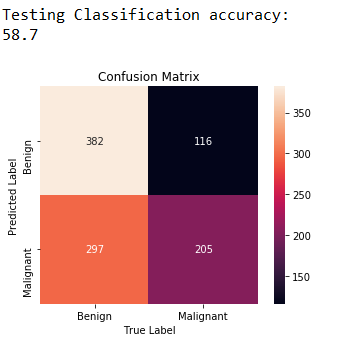 Testing Classification accuracy:
58.7
Confusion Matrix
Predicted Label
Benign
Malignant
382 116
297 205
Benign Malignant
True Label
350
300
250
200
150